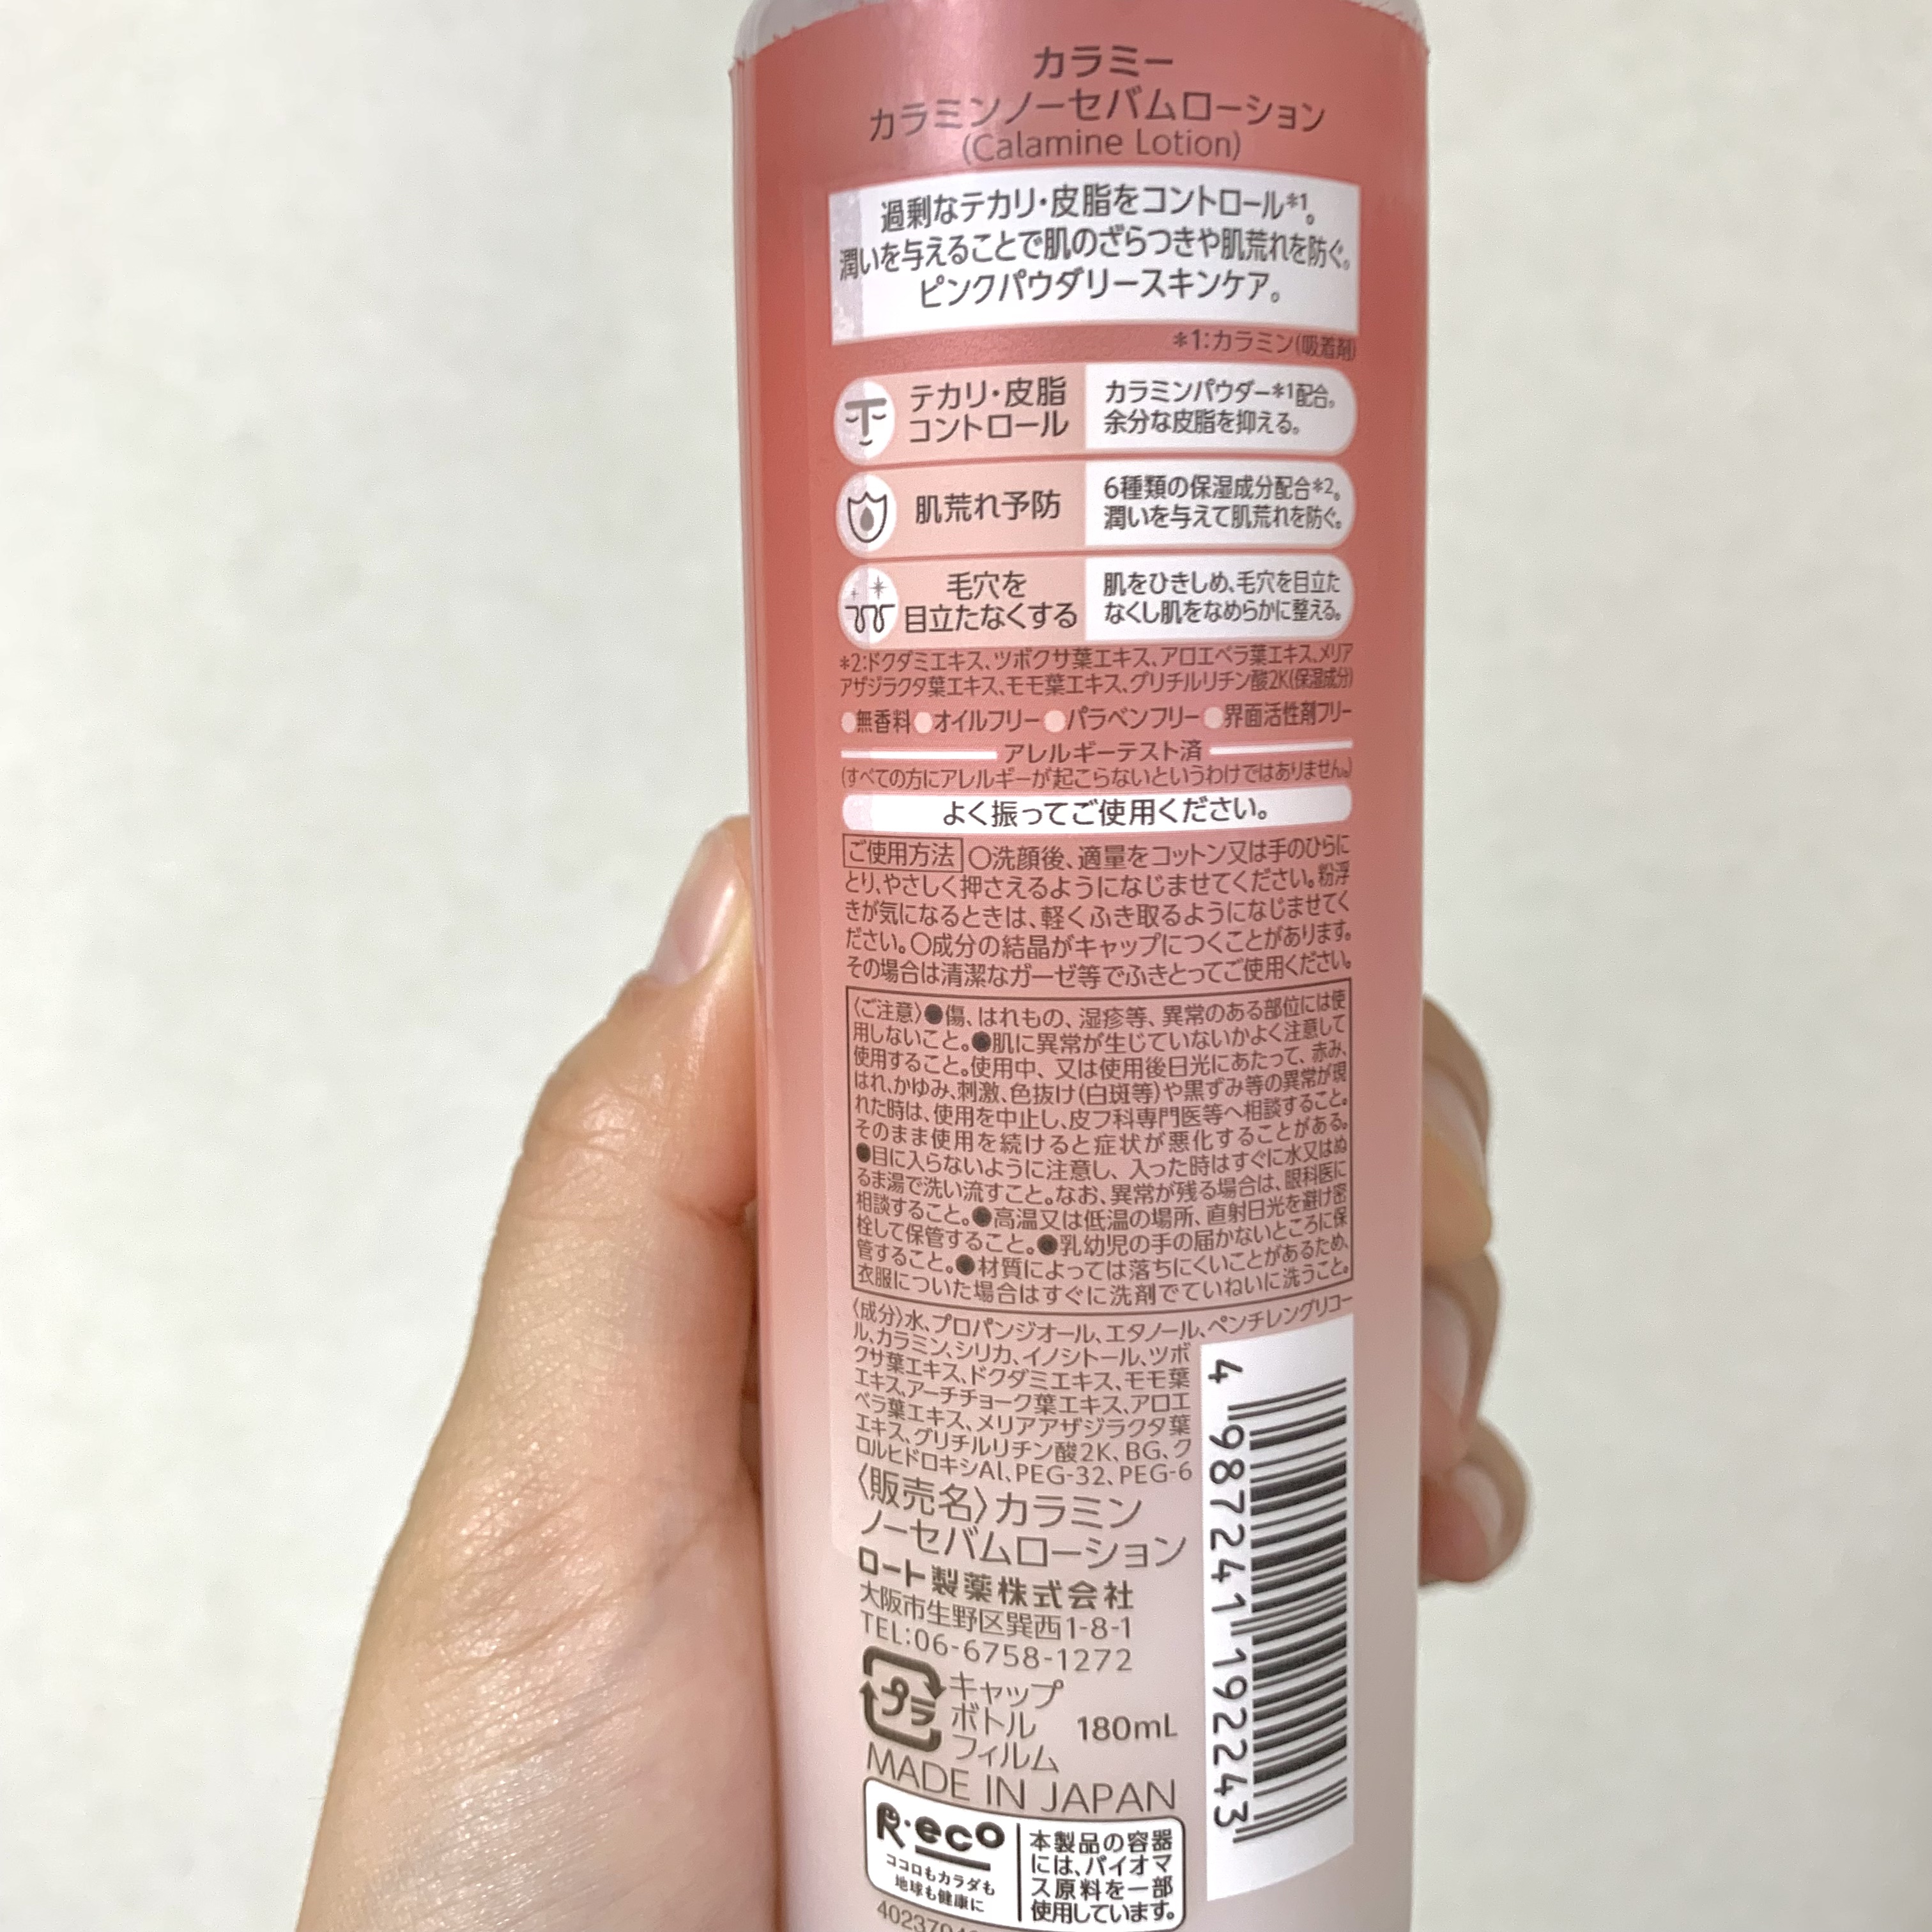 カラミー
カラミンノーセバムローション
(Calamine Lotion)
過剰なテカリ・皮脂をコントロール*1。
潤いを与えることで肌のざらつきや肌荒れを防ぐ。
ピンクパウダリースキンケア。
*1:カラミン(吸着剤)
テカリ・皮脂
コントロール
カラミンパウダー*1配合。
余分な皮脂を抑える。
肌荒れ予防
6種類の保湿成分配合*2。
潤いを与えて肌荒れを防ぐ。
毛穴を
目立たなくする
肌をひきしめ、毛穴を目立た
なくし肌をなめらかに整える。
*2:ドクダミエキス、ツボクサ葉エキス、アロエベラ葉エキス、メリア
アザジラクタ葉エキス、モモ葉エキス、グリチルリチン酸2K(保湿成分)
●無香料●オイルフリー●パラベンフリー●界面活性剤フリー
アレルギーテスト済
(すべての方にアレルギーが起こらないというわけではありません。)
よく振ってご使用ください。
ご使用方法 〇洗顔後、適量をコットン又は手のひらに
とり、やさしく押さえるようになじませてください。粉浮
きが気になるときは、軽くふき取るようになじませてく
ださい。〇成分の結晶がキャップにつくことがあります。
その場合は清潔なガーゼ等でふきとってご使用ください。
〈ご注意〉●傷、はれもの、湿疹等、異常のある部位には使
用しないこと。●肌に異常が生じていないかよく注意して
使用すること。使用中、又は使用後日光にあたって、赤み、
はれ、かゆみ、刺激、色抜け(白斑等)や黒ずみ等の異常が現
れた時は、使用を中止し、皮フ科専門医等へ相談すること。
そのまま使用を続けると症状が悪化することがある。
●目に入らないように注意し、入った時はすぐに水又はぬ
るま湯で洗い流すこと。なお、異常が残る場合は、眼科医に
相談すること。●高温又は低温の場所、直射日光を避け密
栓して保管すること。●乳幼児の手の届かないところに保
管すること。●材質によっては落ちにくいことがあるため、
衣服についた場合はすぐに洗剤でていねいに洗うこと。
〈成分〉水、プロパンジオール、エタノール、ペンチレングリコー
ル、カラミン、シリカ、イノシトール、ツボ
クサ葉エキス、ドクダミエキス、モモ葉
エキス、アーチチョーク葉エキス、アロエ
ベラ葉エキス、メリアアザジラクタ葉
エキス、グリチルリチン酸2K、BG、ク
ロルヒドロキシAl、PEG-32、PEG-6
〈販売名〉カラミン
ノーセバムローション
ロート製薬株式会社
大阪市生野区巽西1-8-1
TEL:06-6758-1272
プラ
キャップ
ボトル
フィルム
180mL
MADE IN JAPAN
R・eco
ココロもカラダも
地球も健康に
本製品の容器
には、バイオマ
ス原料を一部
使用しています。
4 987241 192243